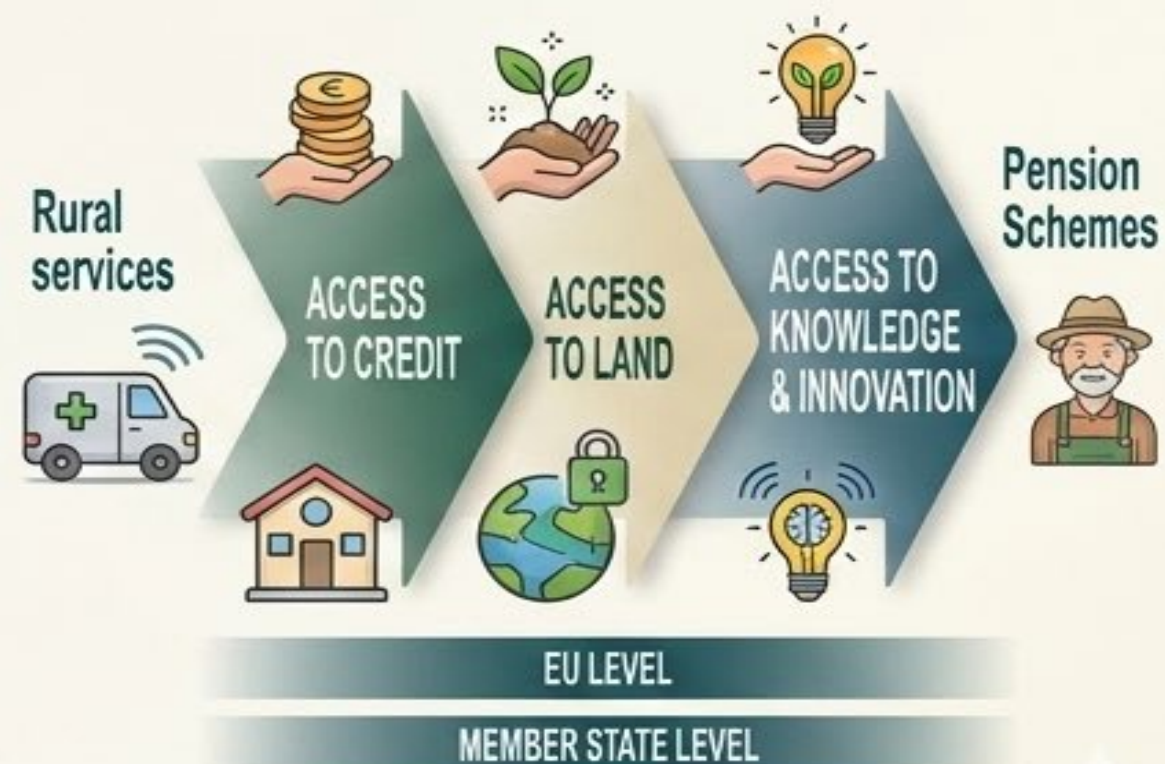 Rural
services
ACCESS
TO CREDIT
ACCESS
TO LAND
ACCESS TO
KNOWLEDGE
& INNOVATION
Pension
Schemes
€
EU LEVEL
MEMBER STATE LEVEL